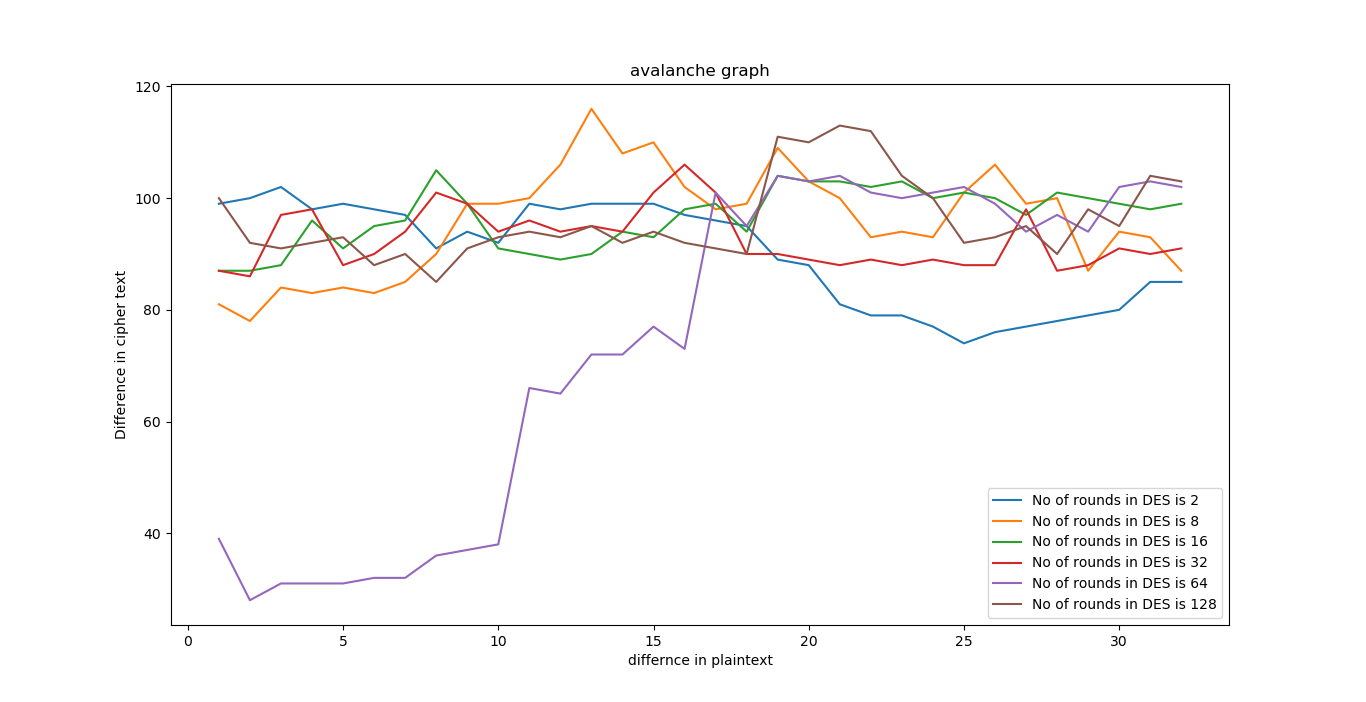 avalanche graph
120
100
80
60
40
Difference in cipher text
0 5 10 15 20 25 30
differnce in plaintext
No of rounds in DES is 2
No of rounds in DES is 8
No of rounds in DES is 16
No of rounds in DES is 32
No of rounds in DES is 64
No of rounds in DES is 128